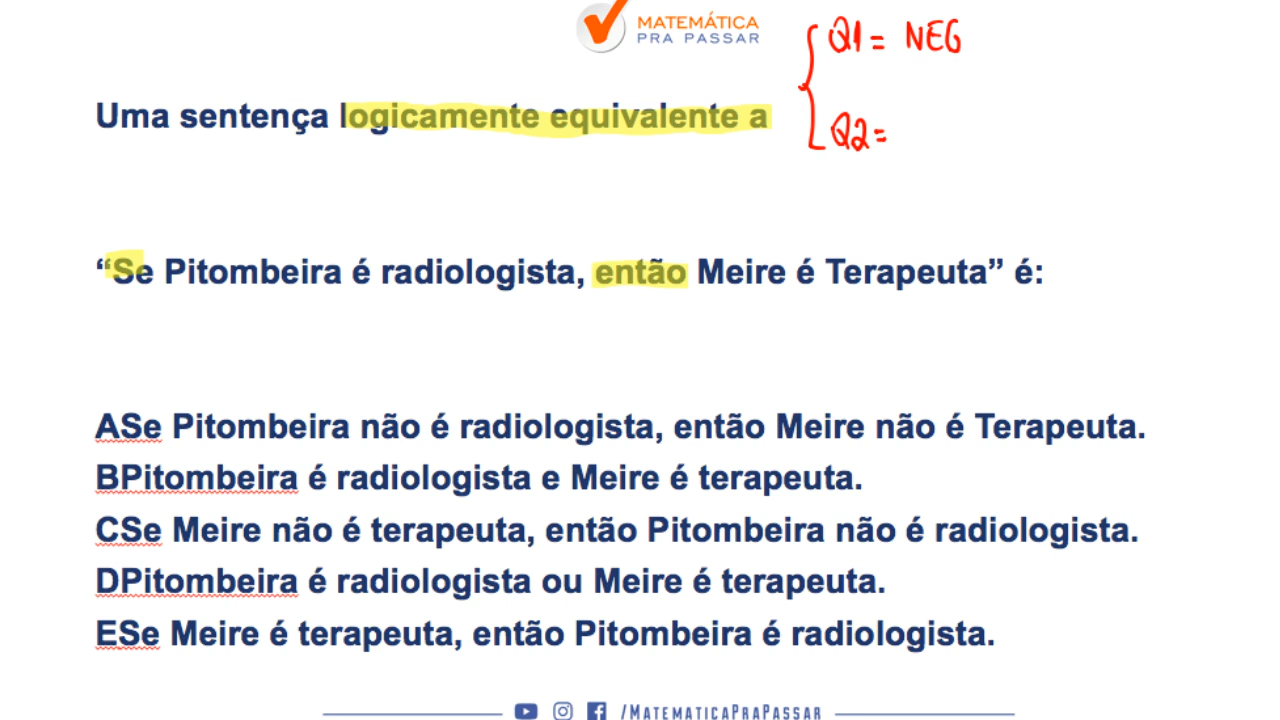 MATEMÁTICA
PRA PASSAR
Q1 = NEG
Uma sentença logicamente equivalente a
Q2 =
“Se Pitombeira é radiologista, então Meire é Terapeuta” é:
ASe Pitombeira não é radiologista, então Meire não é Terapeuta.
BPitombeira é radiologista e Meire é terapeuta.
CSe Meire não é terapeuta, então Pitombeira não é radiologista.
DPitombeira é radiologista ou Meire é terapeuta.
ESe Meire é terapeuta, então Pitombeira é radiologista.
/MATEMATICAPRAPASSAR